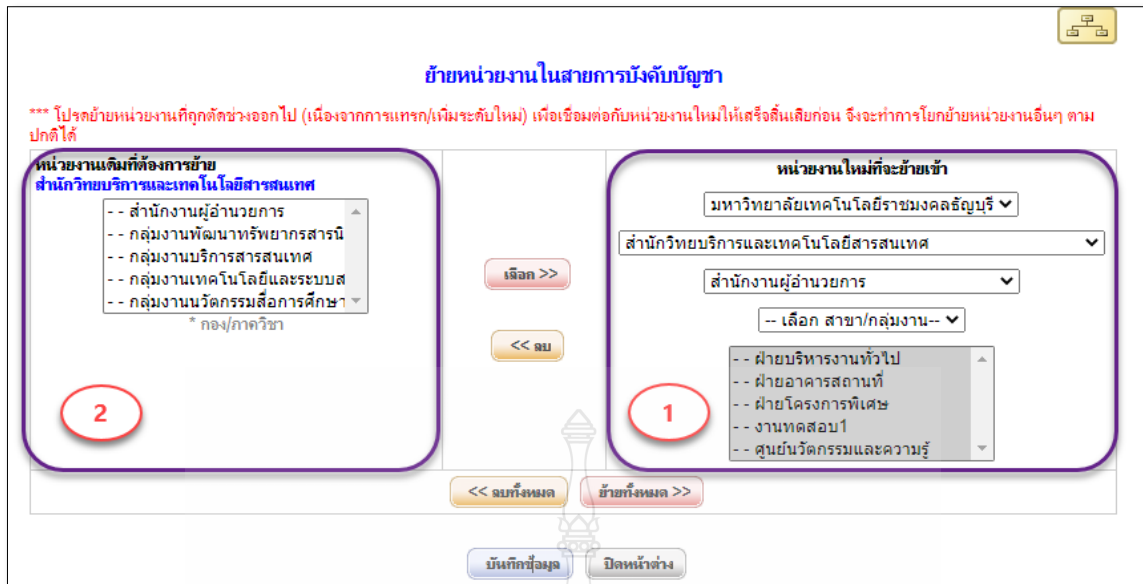 ย้ายหน่วยงานในสายการบังคับบัญชา
*** โปรดย้ายหน่วยงานที่ถูกตัดช่วงออกไป (เนื่องจากการแทรก/เพิ่มระดับใหม่) เพื่อเชื่อมต่อกับหน่วยงานใหม่ให้เสร็จสิ้นเสียก่อน จึงจะทำการโยกย้ายหน่วยงานอื่นๆ ตาม
ปกติได้
หน่วยงานเดิมที่ต้องการย้าย
สำนักวิทยบริการและเทคโนโลยีสารสนเทศ
- - สำนักงานผู้อำนวยการ
- - กลุ่มงานพัฒนาทรัพยากรสารนิ
- - กลุ่มงานบริการสารสนเทศ
- - กลุ่มงานเทคโนโลยีและระบบส
- - กลุ่มงานนวัตกรรมสื่อการศึกษา
* กอง/ภาควิชา
2
เลือก >>
<< ลบ
หน่วยงานใหม่ที่จะย้ายเข้า
มหาวิทยาลัยเทคโนโลยีราชมงคลธัญบุรี
สำนักวิทยบริการและเทคโนโลยีสารสนเทศ
สำนักงานผู้อำนวยการ
-- เลือก สาขา/กลุ่มงาน--
- - ฝ่ายบริหารงานทั่วไป
- - ฝ่ายอาคารสถานที่
- - ฝ่ายโครงการพิเศษ
- - งานทดสอบ1
- - ศูนย์นวัตกรรมและความรู้
1
<< ลบทั้งหมด
ย้ายทั้งหมด >>
บันทึกข้อมูล
ปิดหน้าต่าง